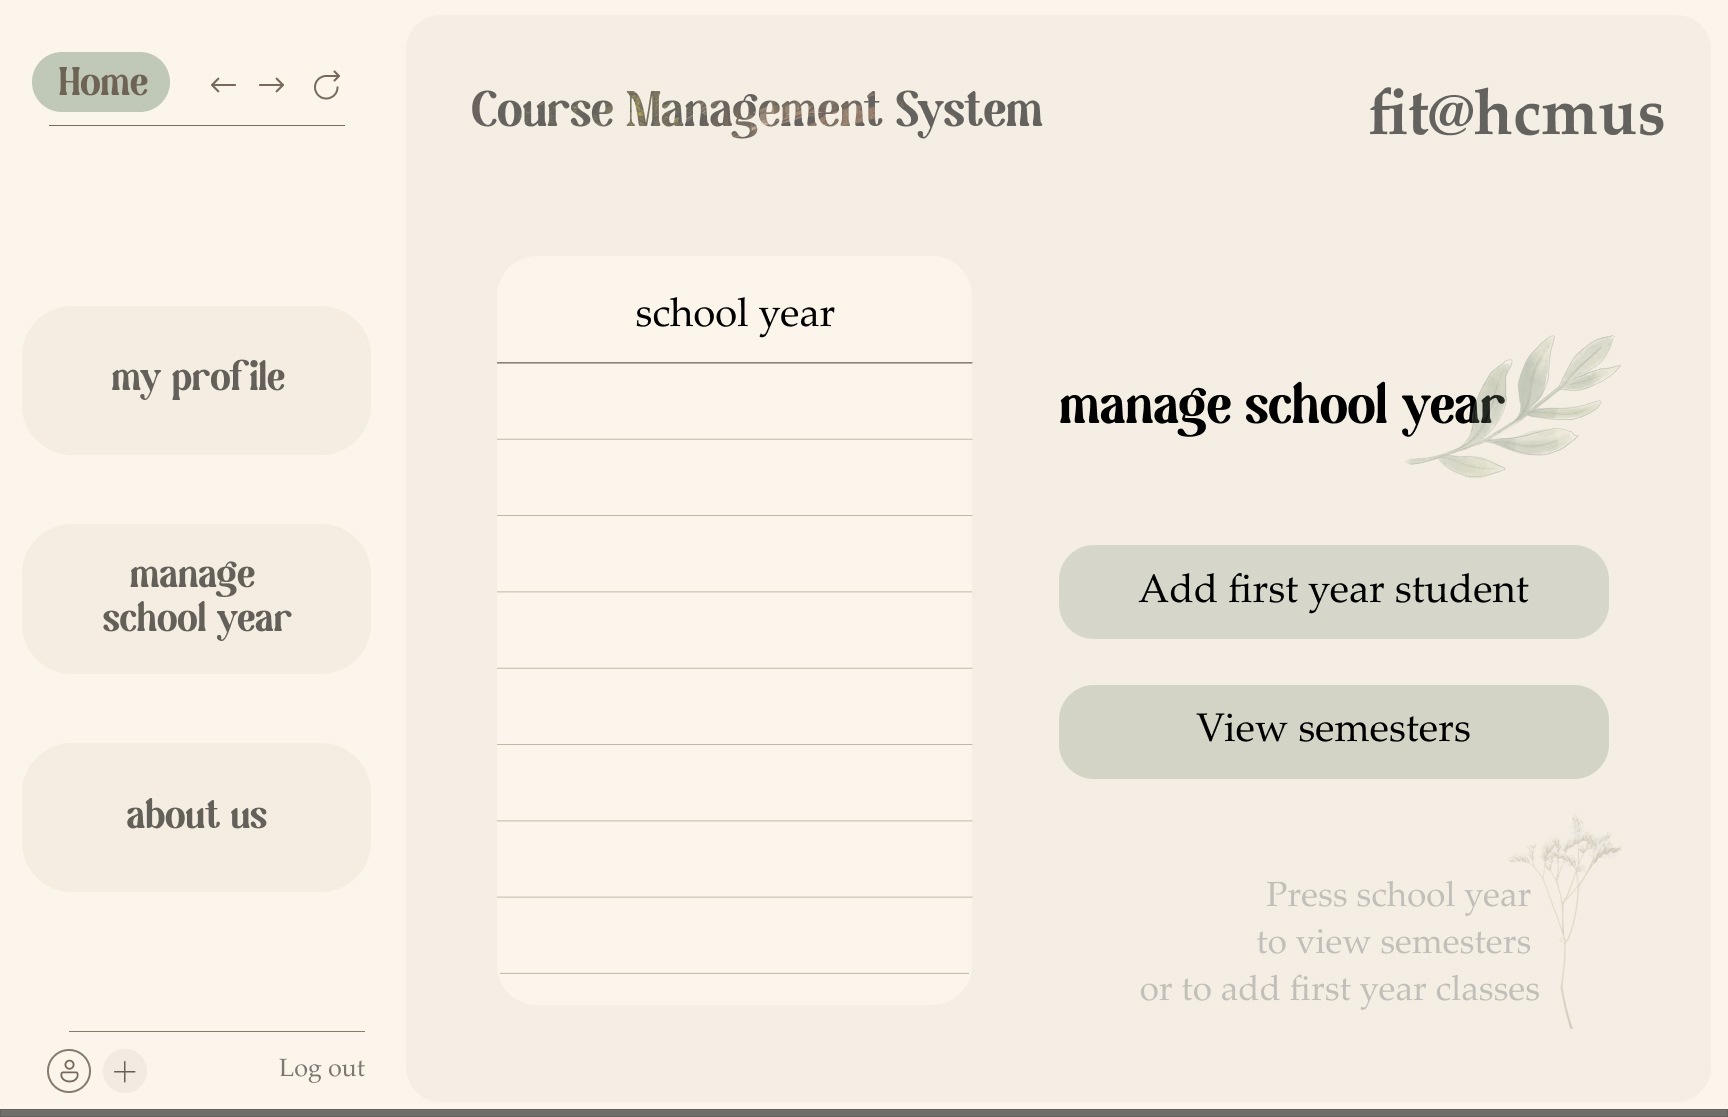 Home
Course Management System
fit@hcmus
my profile
manage
school year
about us
Log out
school year
manage school year
Add first year student
View semesters
Press school year
to view semesters
or to add first year classes